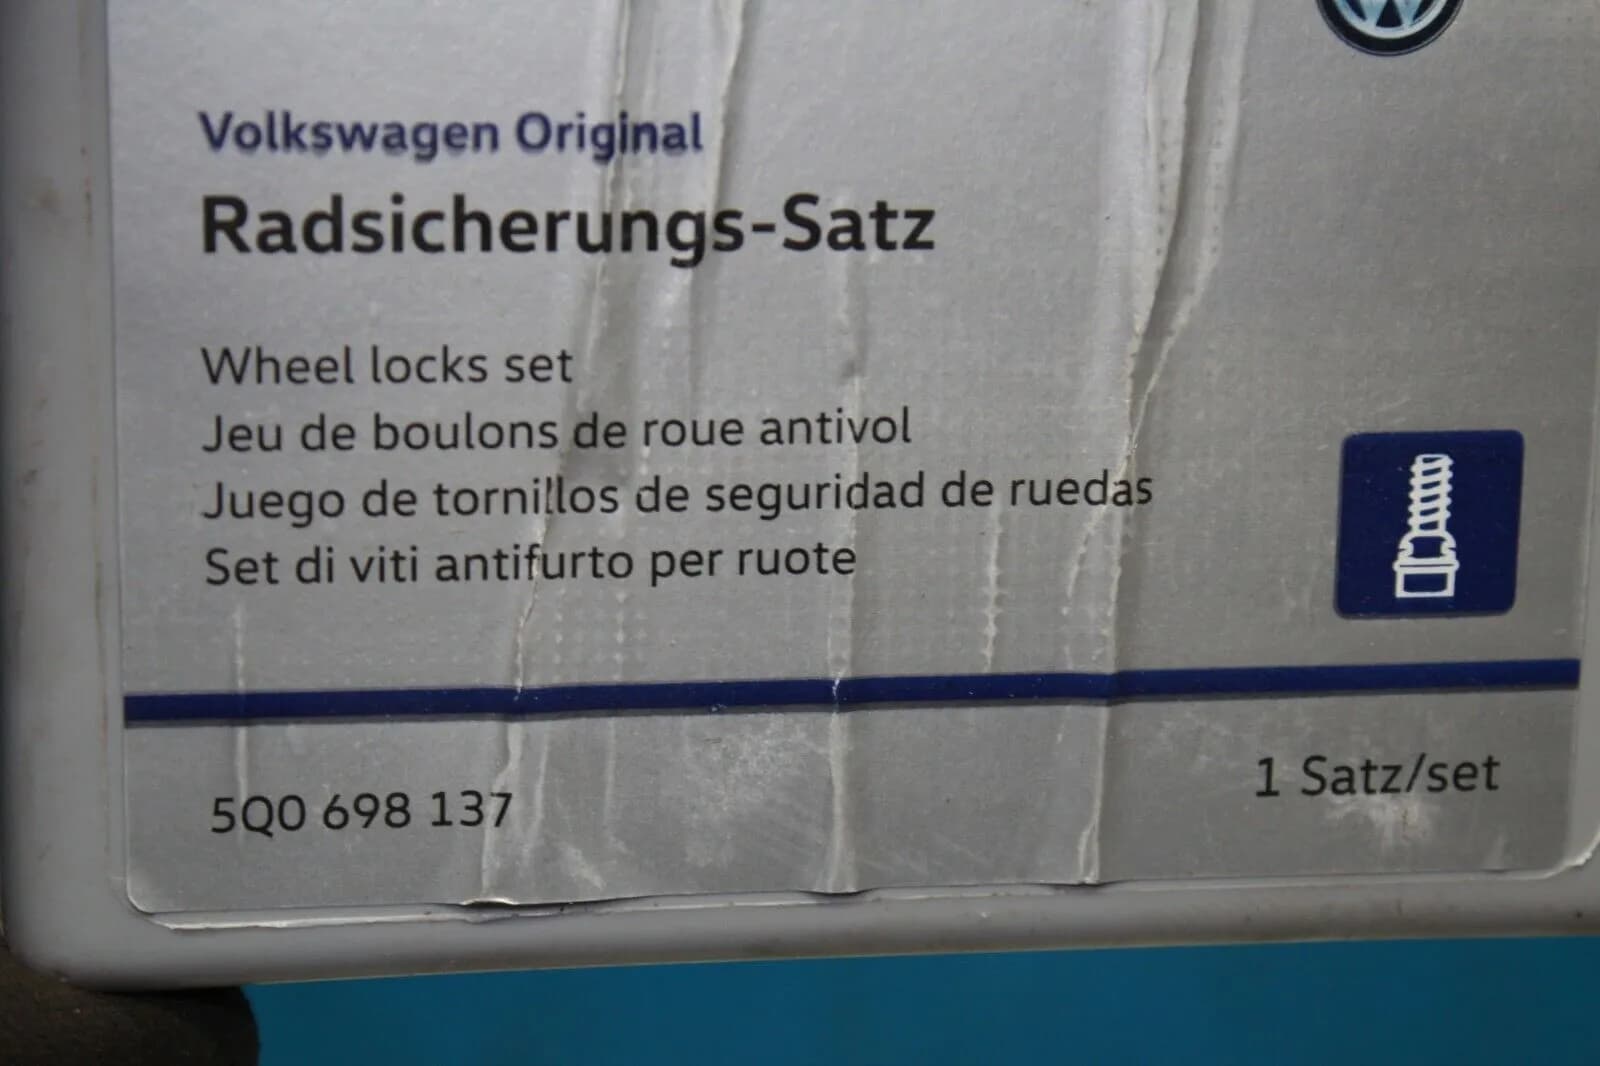 Volkswagen Original
Radsicherungs-Satz
Wheel locks set
Jeu de boulons de roue antivol
Juego de tornillos de seguridad de ruedas
Set di viti antifurto per ruote
5Q0 698 137
1 Satz/set